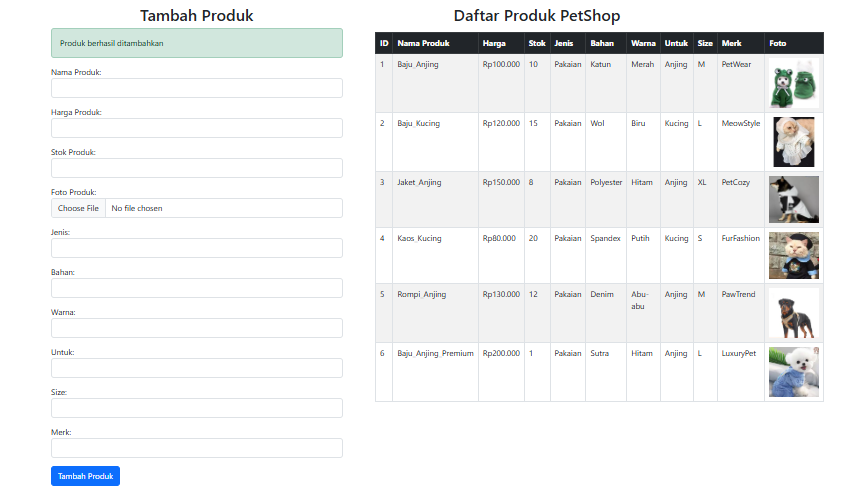 Tambah Produk
Produk berhasil ditambahkan
Nama Produk:
Harga Produk:
Stok Produk:
Foto Produk:
Choose File No file chosen
Jenis:
Bahan:
Warna:
Untuk:
Size:
Merk:
Tambah Produk
Daftar Produk PetShop
ID Nama Produk Harga Stok Jenis Bahan Warna Untuk Size Merk Foto
1 Baju_Anjing Rp100.000 10 Pakaian Katun Merah Anjing M PetWear
2 Baju_Kucing Rp120.000 15 Pakaian Wol Biru Kucing L MeowStyle
3 Jaket_Anjing Rp150.000 8 Pakaian Polyester Hitam Anjing XL PetCozy
4 Kaos_Kucing Rp80.000 20 Pakaian Spandex Putih Kucing S FurFashion
5 Rompi_Anjing Rp130.000 12 Pakaian Denim Abu- Anjing M PawTrend
abu
6 Baju_Anjing_Premium Rp200.000 1 Pakaian Sutra Hitam Anjing L LuxuryPet